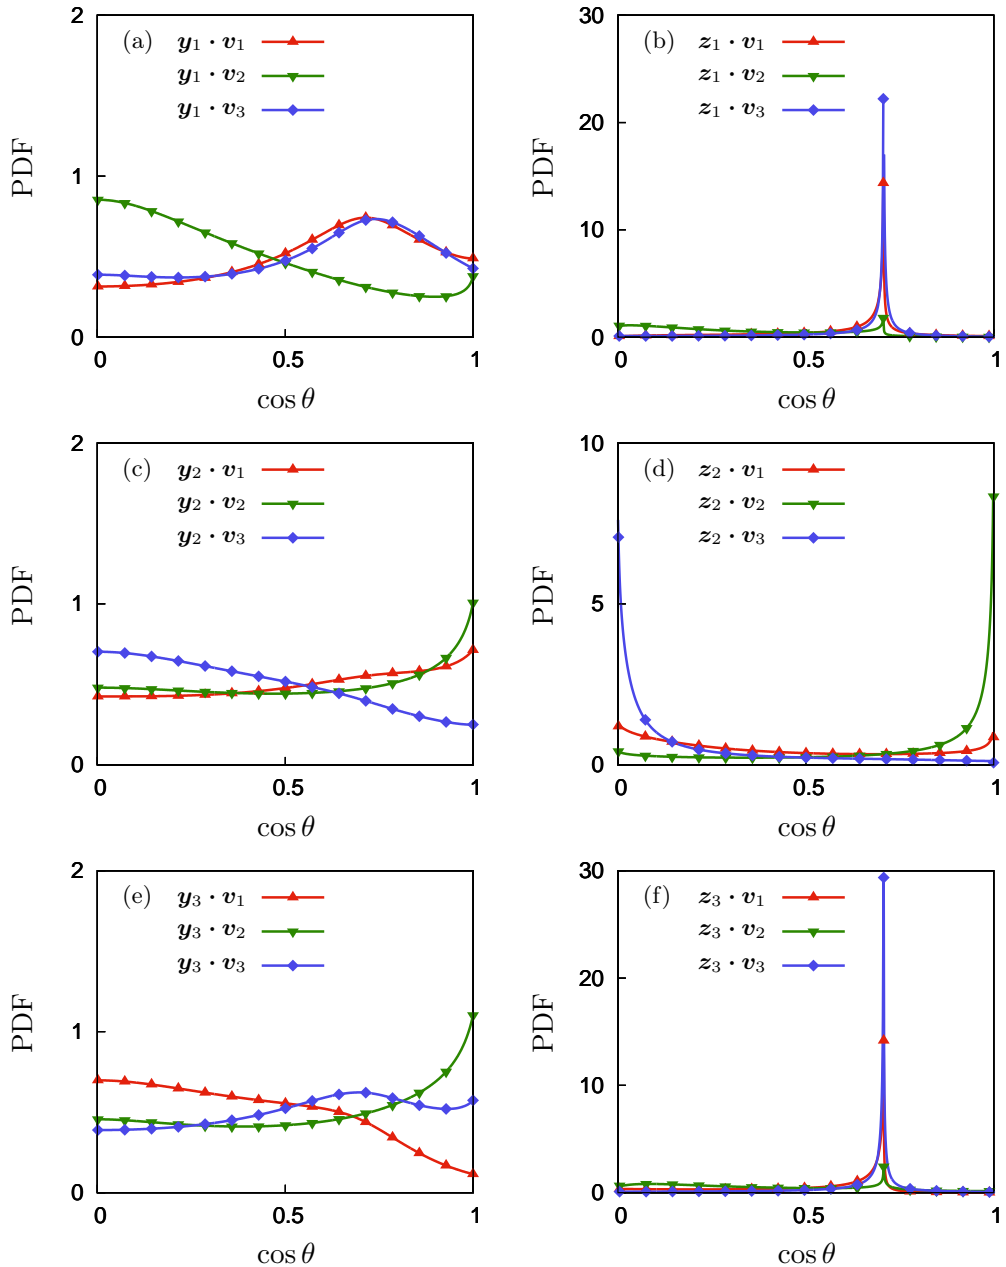 2
(a)
y₁ · v₁
y₁ · v₂
y₁ · v₃
PDF
1
0
0 0.5 1
cos θ
30
(b)
z₁ · v₁
z₁ · v₂
z₁ · v₃
PDF
20
10
0
0 0.5 1
cos θ
2
(c)
y₂ · v₁
y₂ · v₂
y₂ · v₃
PDF
1
0
0 0.5 1
cos θ
10
(d)
z₂ · v₁
z₂ · v₂
z₂ · v₃
PDF
5
0
0 0.5 1
cos θ
2
(e)
y₃ · v₁
y₃ · v₂
y₃ · v₃
PDF
1
0
0 0.5 1
cos θ
30
(f)
z₃ · v₁
z₃ · v₂
z₃ · v₃
PDF
20
10
0
0 0.5 1
cos θ